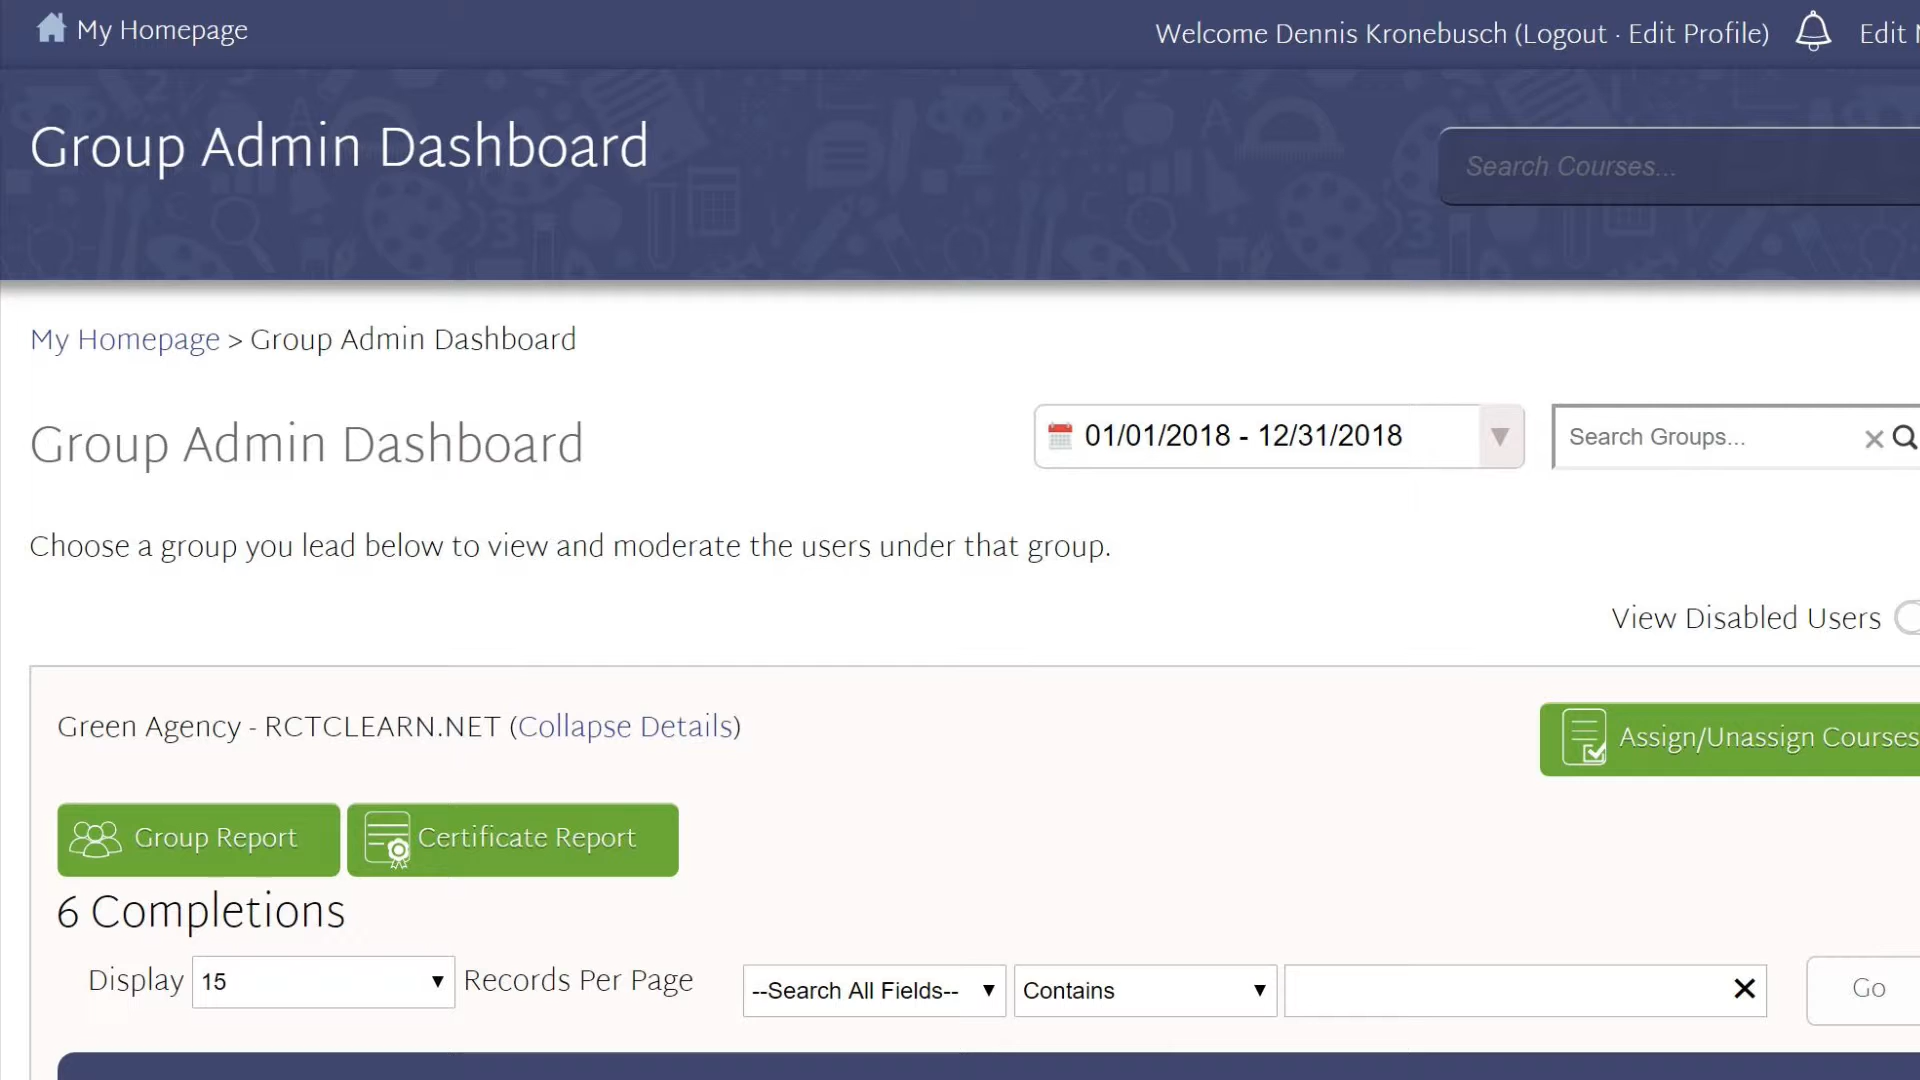 My Homepage
Welcome Dennis Kronebusch (Logout · Edit Profile)
Edit
Group Admin Dashboard
Search Courses...
My Homepage > Group Admin Dashboard
Group Admin Dashboard
01/01/2018 - 12/31/2018
Search Groups...
Choose a group you lead below to view and moderate the users under that group.
View Disabled Users
Green Agency - RCTCLEARN.NET (Collapse Details)
Assign/Unassign Courses
Group Report
Certificate Report
6 Completions
Display 15 Records Per Page
--Search All Fields--
Contains
Go